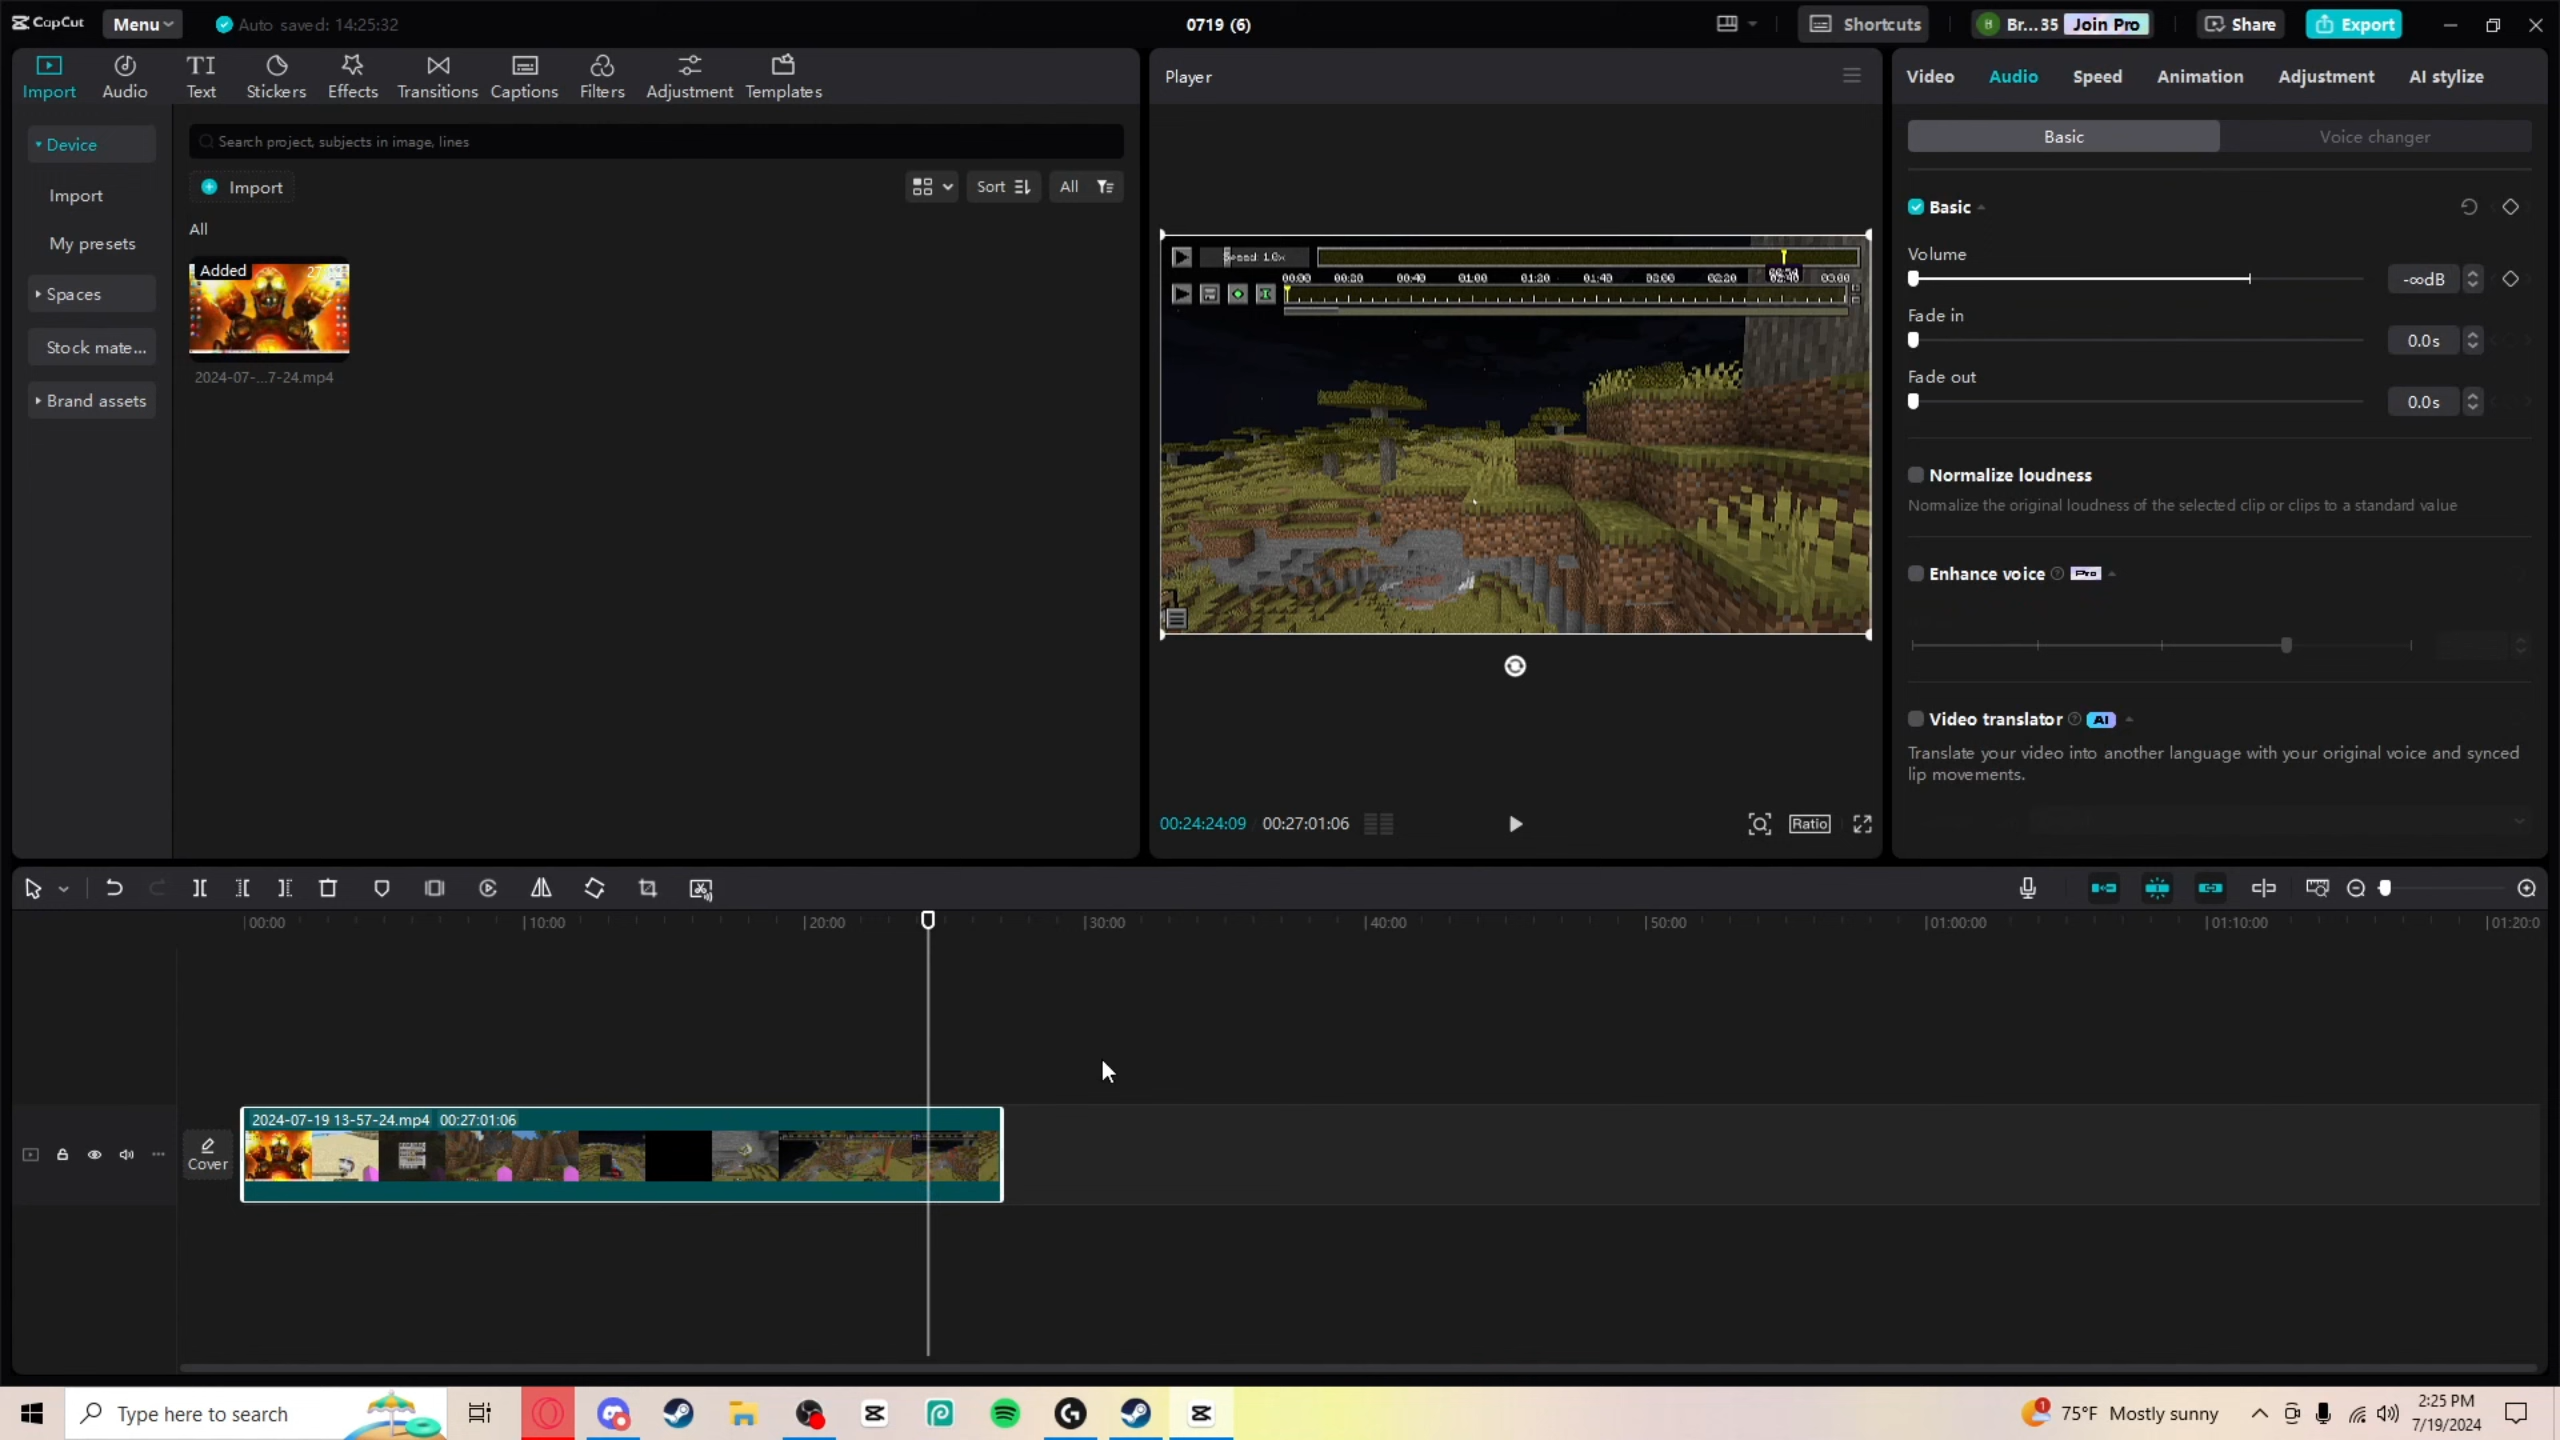 CapCut
Menu
Auto saved: 14:25:32
0719 (6)
Shortcuts
Br...35
Join Pro
Share
Export
Import
Audio
Text
Stickers
Effects
Transitions
Captions
Filters
Adjustment
Templates
Device
Import
My presets
Spaces
Stock mate...
Brand assets
Search project, subjects in image, lines
Import
Sort
All
All
Added
27
2024-07-...7-24.mp4
Player
Speed 1.0x
00:00 00:20 00:40 01:00 01:20 01:40 02:00 02:20 02:40 03:00
00:24:24:09 / 00:27:01:06
Ratio
Video
Audio
Speed
Animation
Adjustment
AI stylize
Basic
Voice changer
Basic
Volume
-∞dB
Fade in
0.0s
Fade out
0.0s
Normalize loudness
Normalize the original loudness of the selected clip or clips to a standard value
Enhance voice
Pro
Video translator
AI
Translate your video into another language with your original voice and synced
lip movements.
00:00
10:00
20:00
30:00
40:00
50:00
01:00:00
01:10:00
01:20:0
Cover
2024-07-19 13-57-24.mp4 00:27:01:06
Type here to search
1
75°F Mostly sunny
2:25 PM
7/19/2024